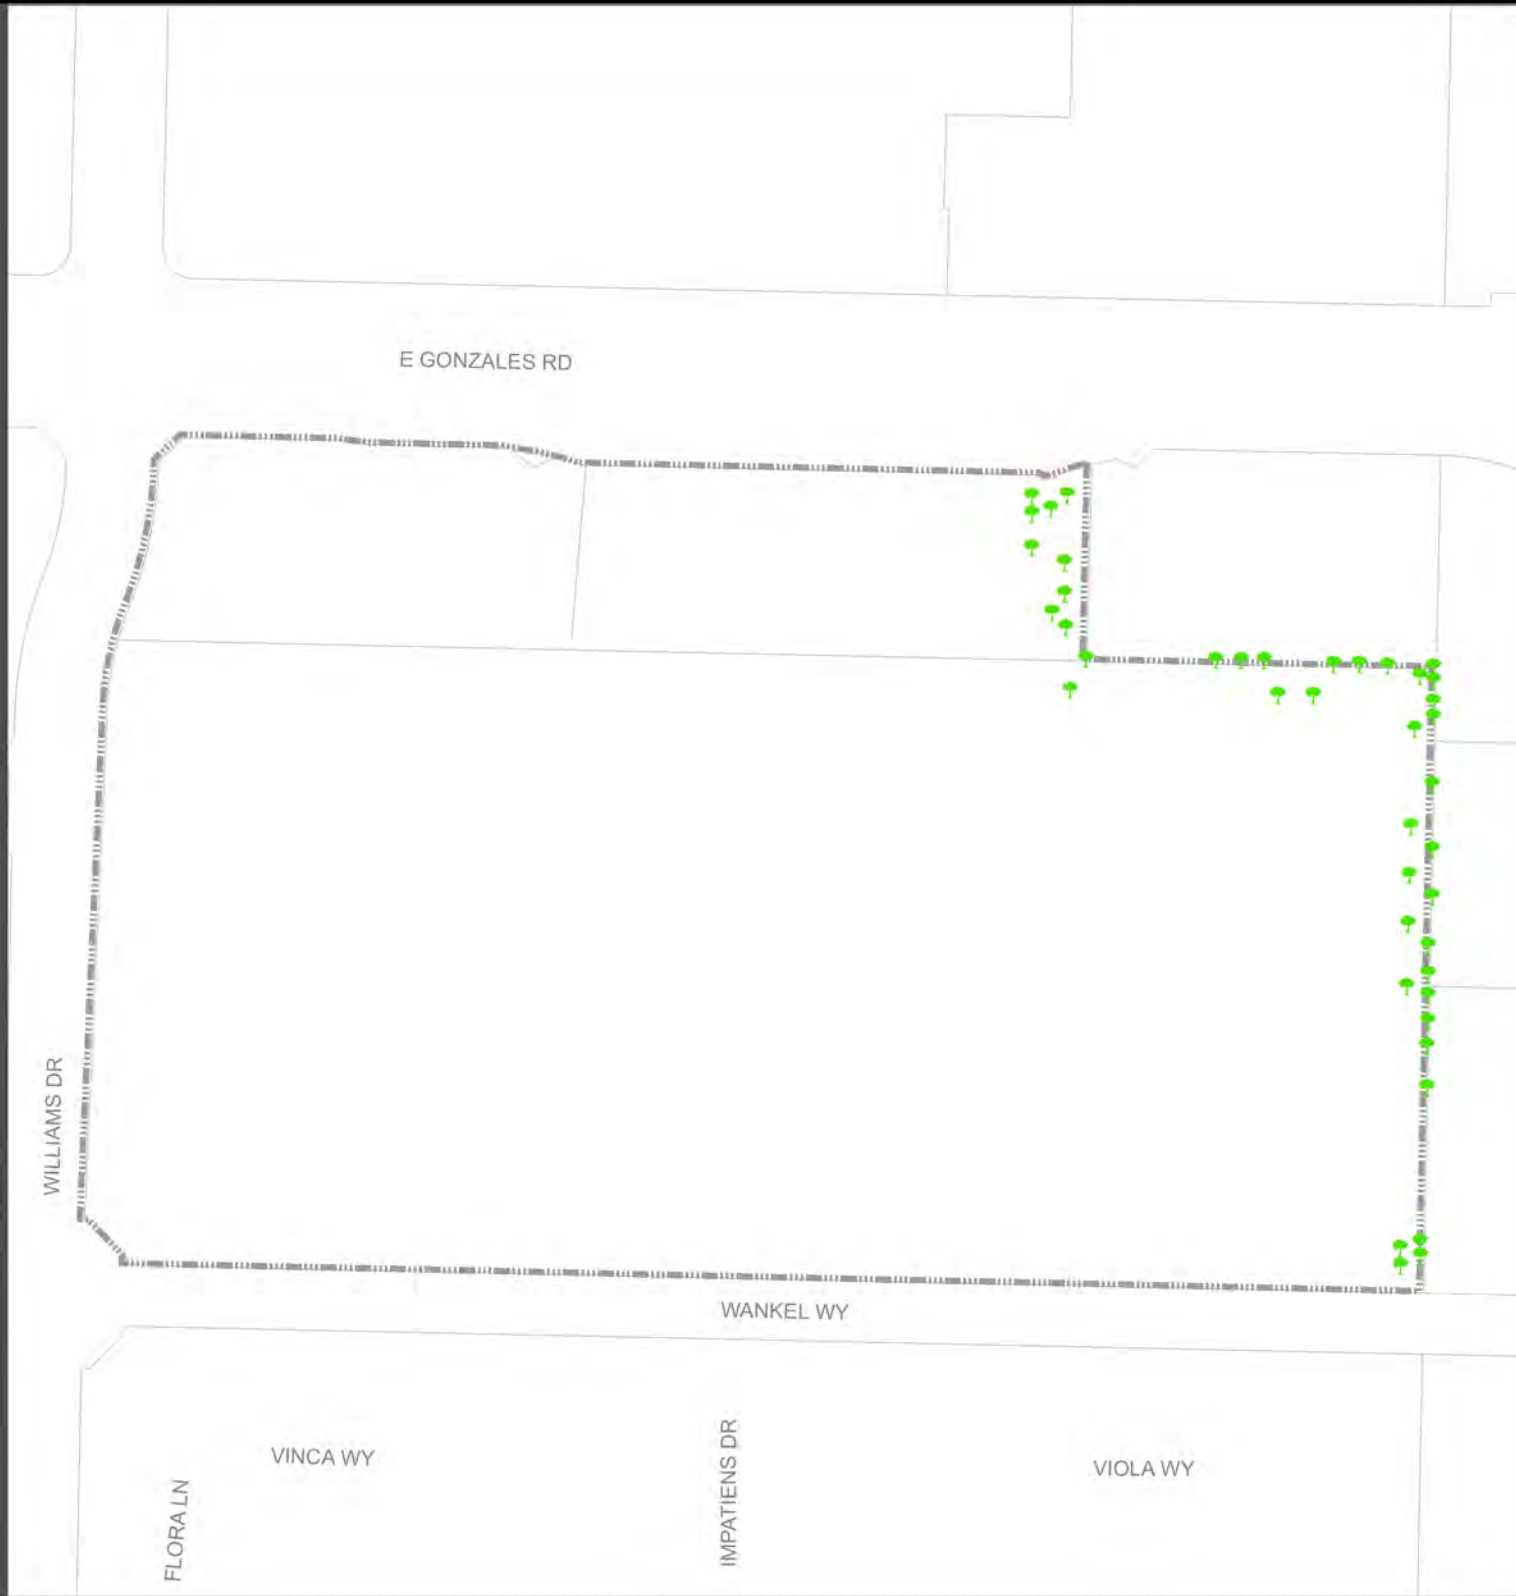 E GONZALES RD
WILLIAMS DR
WANKEL WY
VINCA WY
IMPATIENS DR
VIOLA WY
FLORA LN